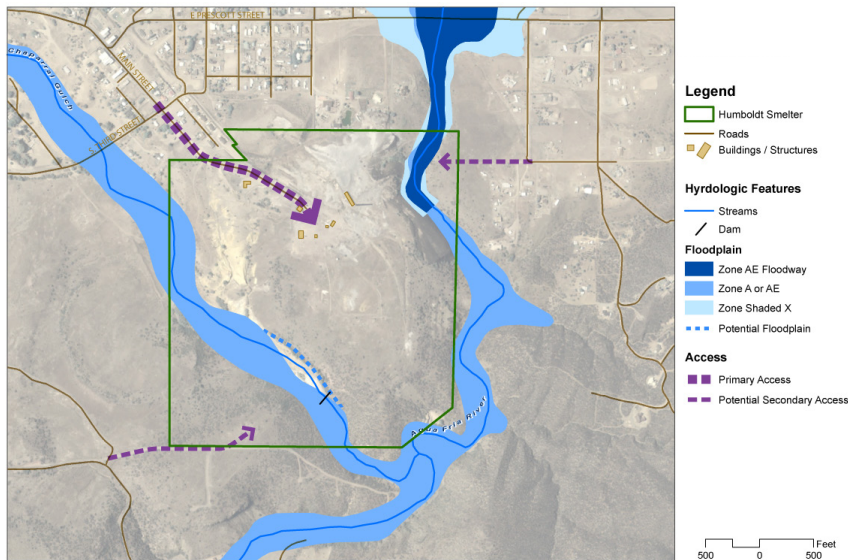 E PRESCOTT STREET
Chaparral Gulch
MAIN STREET
S. THIRD STREET
Agua Fria River
Legend
Humboldt Smelter
Roads
Buildings / Structures
Hyrdologic Features
Streams
Dam
Floodplain
Zone AE Floodway
Zone A or AE
Zone Shaded X
Potential Floodplain
Access
Primary Access
Potential Secondary Access
Feet
500 0 500